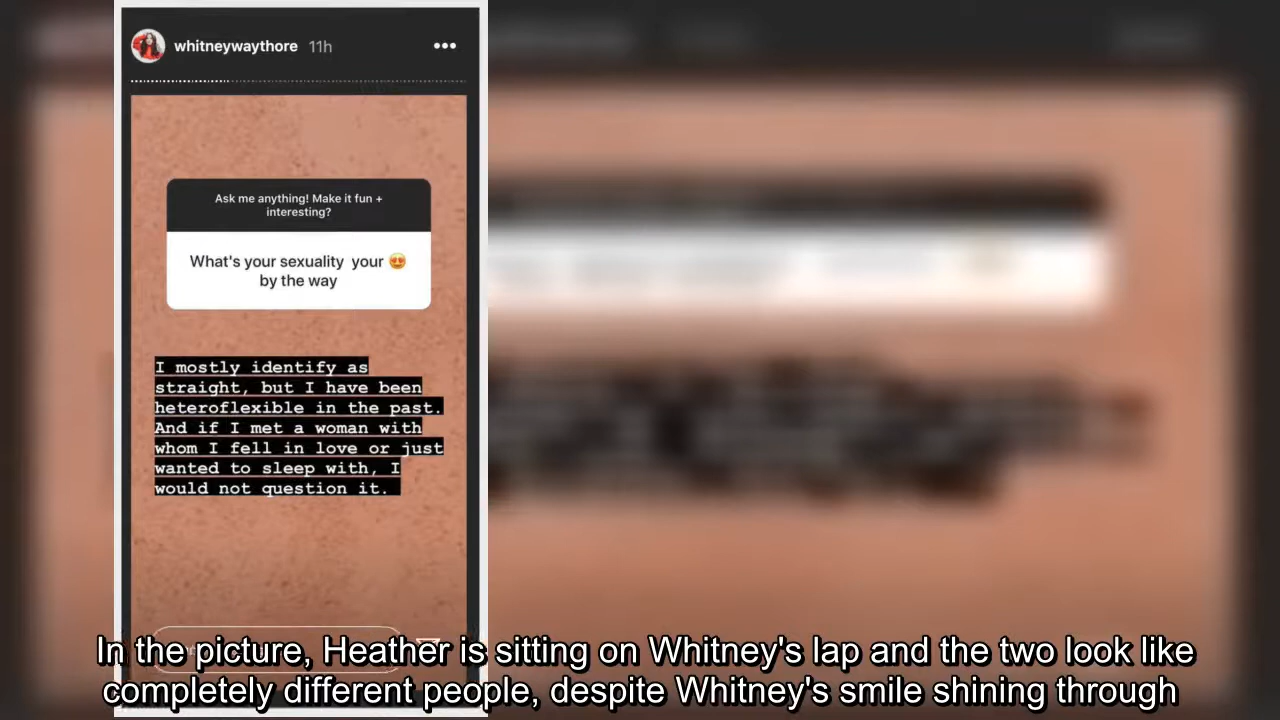 whitneywaythore 11h
Ask me anything! Make it fun +
interesting?
What's your sexuality your 😍
by the way
I mostly identify as
straight, but I have been
heteroflexible in the past.
And if I met a woman with
whom I fell in love or just
wanted to sleep with, I
would not question it.
In the picture, Heather is sitting on Whitney's lap and the two look like
completely different people, despite Whitney's smile shining through